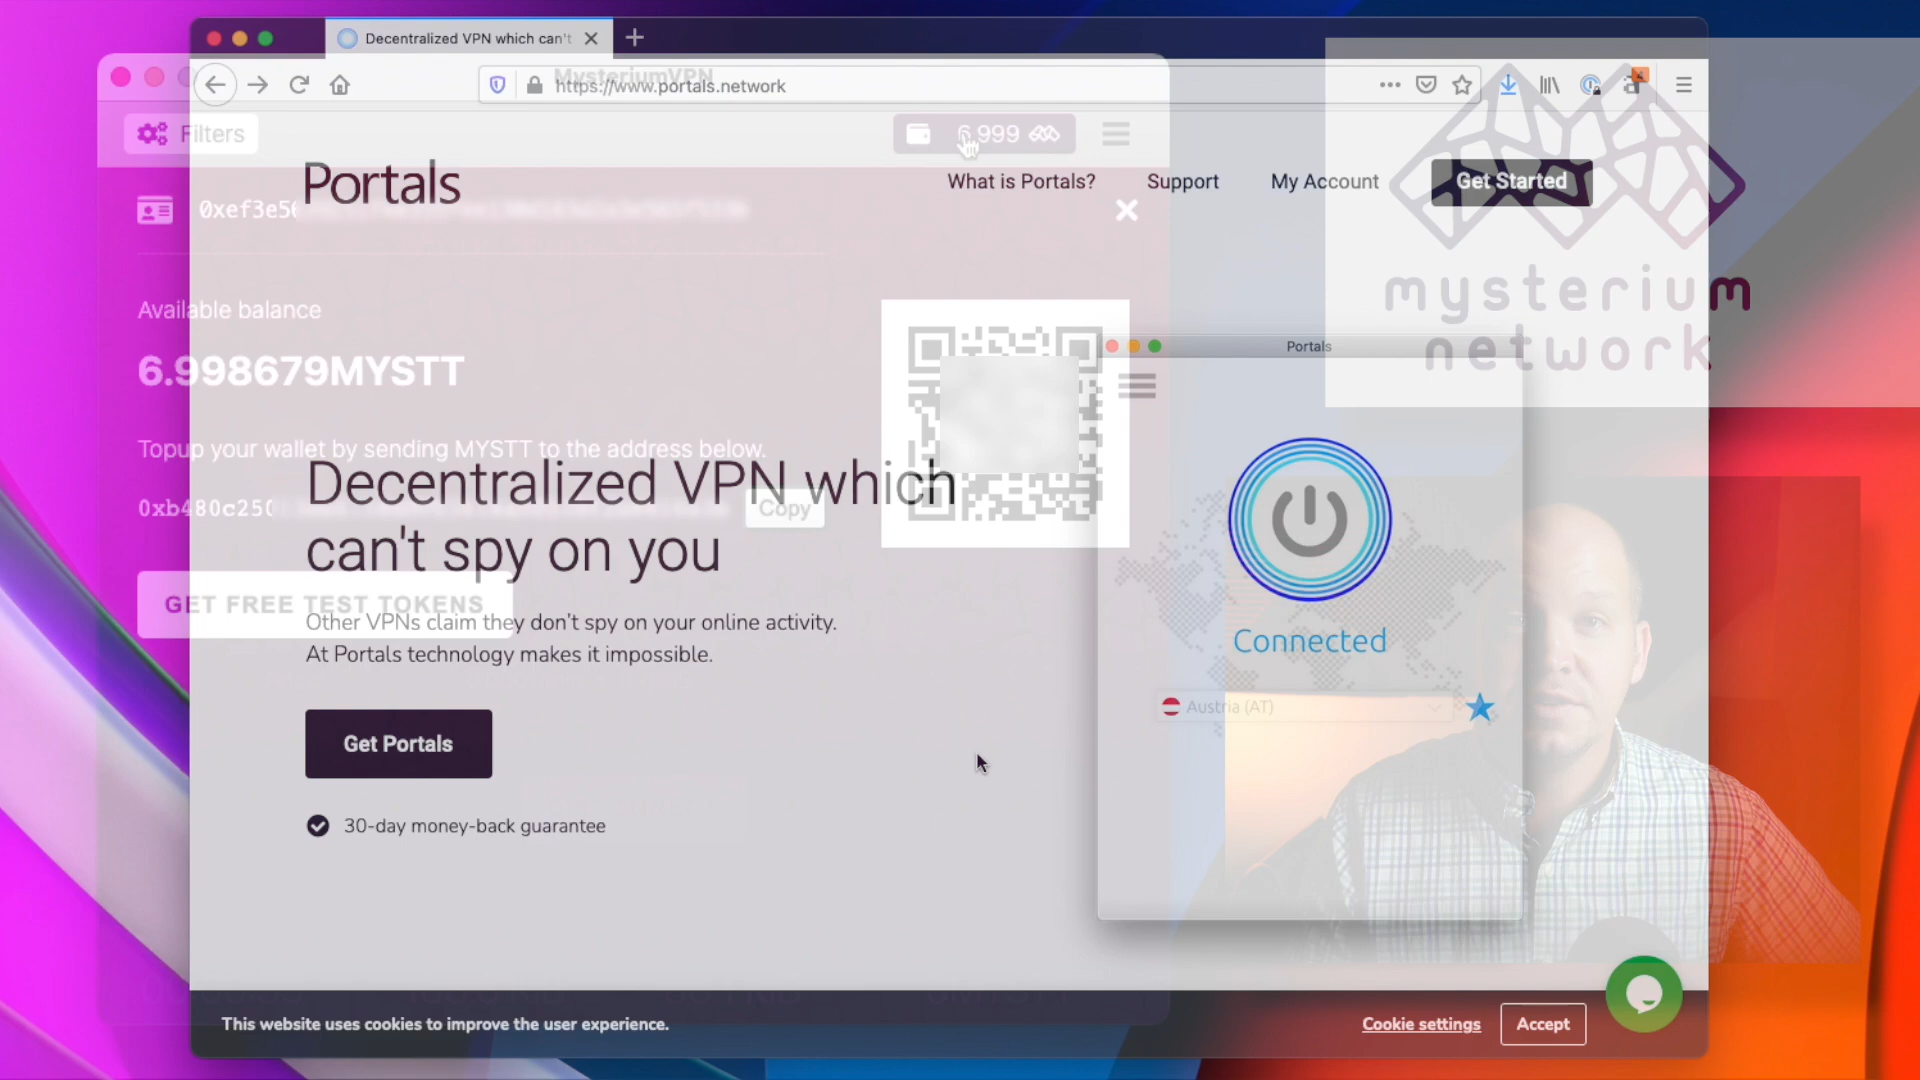 Decentralized VPN which can't
MysteriumVPN
https://www.portals.network
Filters
6.999
Portals
What is Portals?
Support
My Account
Get Started
0xef3e56
mysterium
network
Available balance
6.998679MYSTT
Portals
Topup your wallet by sending MYSTT to the address below.
Decentralized VPN which
can't spy on you
0xb480c250
Copy
GET FREE TEST TOKENS
Other VPNs claim they don't spy on your online activity.
At Portals technology makes it impossible.
Connected
Austria (AT)
Get Portals
30-day money-back guarantee
This website uses cookies to improve the user experience.
Cookie settings
Accept